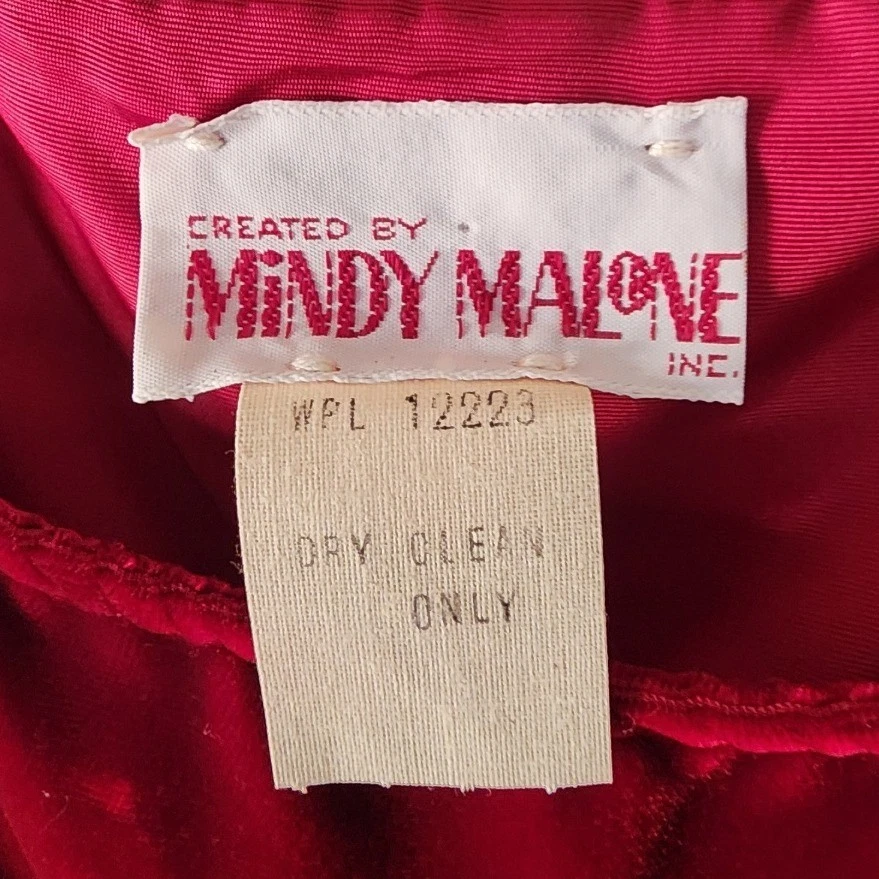 CREATED BY
MiNDY MALONE
INC.
WPL 12223
DRY CLEAN
ONLY